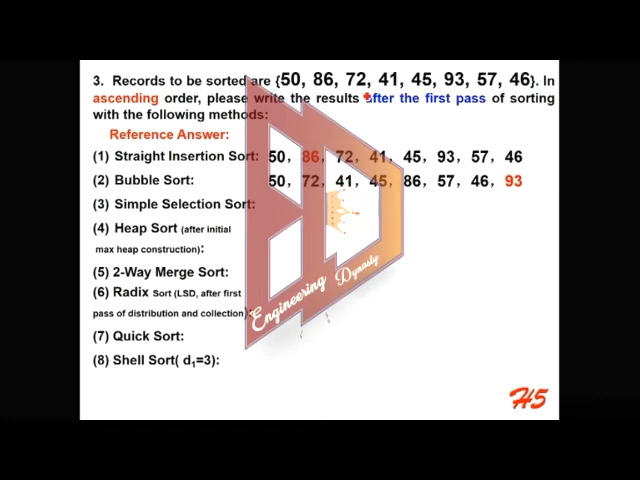 3. Records to be sorted are {50, 86, 72, 41, 45, 93, 57, 46}. In
ascending order, please write the results after the first pass of sorting
with the following methods:
Reference Answer:
(1) Straight Insertion Sort: 50, 86, 72, 41, 45, 93, 57, 46
(2) Bubble Sort: 50, 72, 41, 45, 86, 57, 46, 93
(3) Simple Selection Sort:
(4) Heap Sort (after initial
max heap construction):
(5) 2-Way Merge Sort:
(6) Radix Sort (LSD, after first
pass of distribution and collection):
(7) Quick Sort:
(8) Shell Sort( d1=3):
Engineering Dynasty
H5